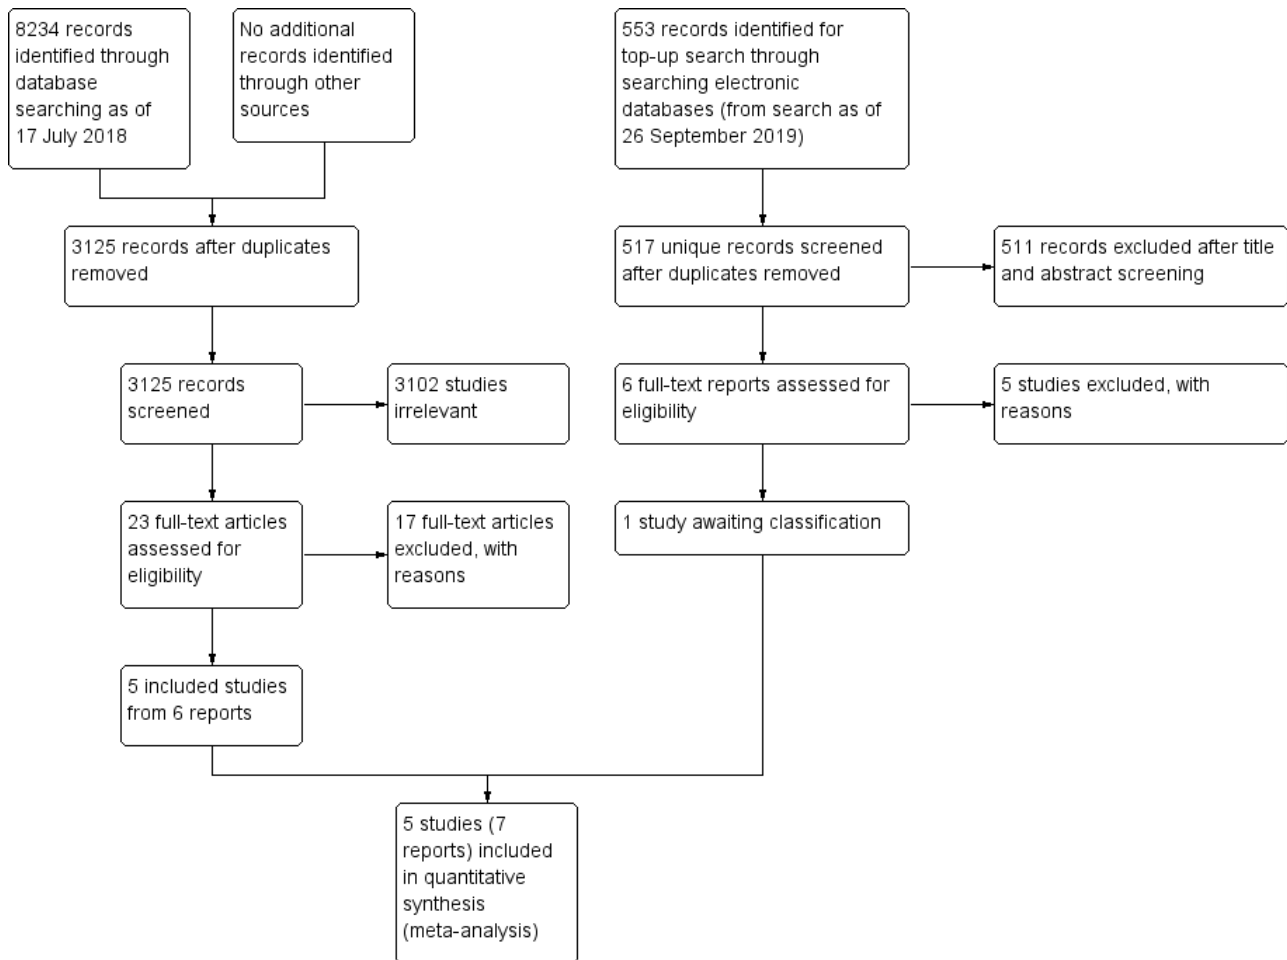 8234 records
identified through
database
searching as of
17 July 2018
No additional
records identified
through other
sources
553 records identified for
top-up search through
searching electronic
databases (from search as of
26 September 2019)
3125 records after duplicates
removed
517 unique records screened
after duplicates removed
511 records excluded after title
and abstract screening
3125 records
screened
3102 studies
irrelevant
6 full-text reports assessed for
eligibility
5 studies excluded, with
reasons
23 full-text articles
assessed for
eligibility
17 full-text articles
excluded, with
reasons
1 study awaiting classification
5 included studies
from 6 reports
5 studies (7
reports) included
in quantitative
synthesis
(meta-analysis)